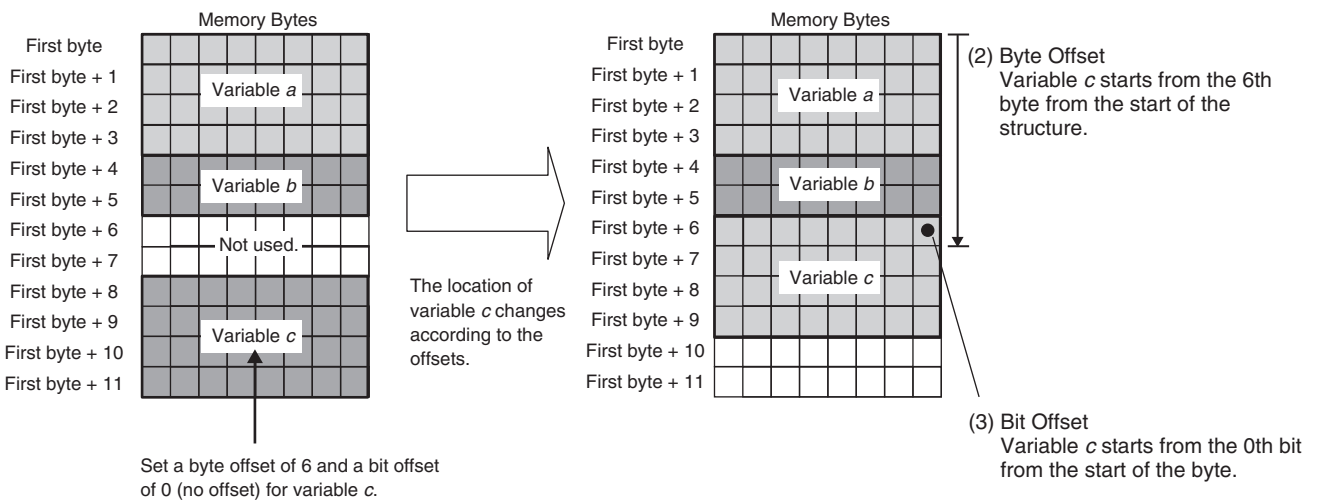 Memory Bytes
First byte
First byte + 1
First byte + 2
First byte + 3
First byte + 4
First byte + 5
First byte + 6
First byte + 7
First byte + 8
First byte + 9
First byte + 10
First byte + 11
Variable a
Variable b
Not used.
Variable c
Set a byte offset of 6 and a bit offset
of 0 (no offset) for variable c.
The location of
variable c changes
according to the
offsets.
Memory Bytes
First byte
First byte + 1
First byte + 2
First byte + 3
First byte + 4
First byte + 5
First byte + 6
First byte + 7
First byte + 8
First byte + 9
First byte + 10
First byte + 11
Variable a
Variable b
Variable c
(2) Byte Offset
Variable c starts from the 6th
byte from the start of the
structure.
(3) Bit Offset
Variable c starts from the 0th bit
from the start of the byte.